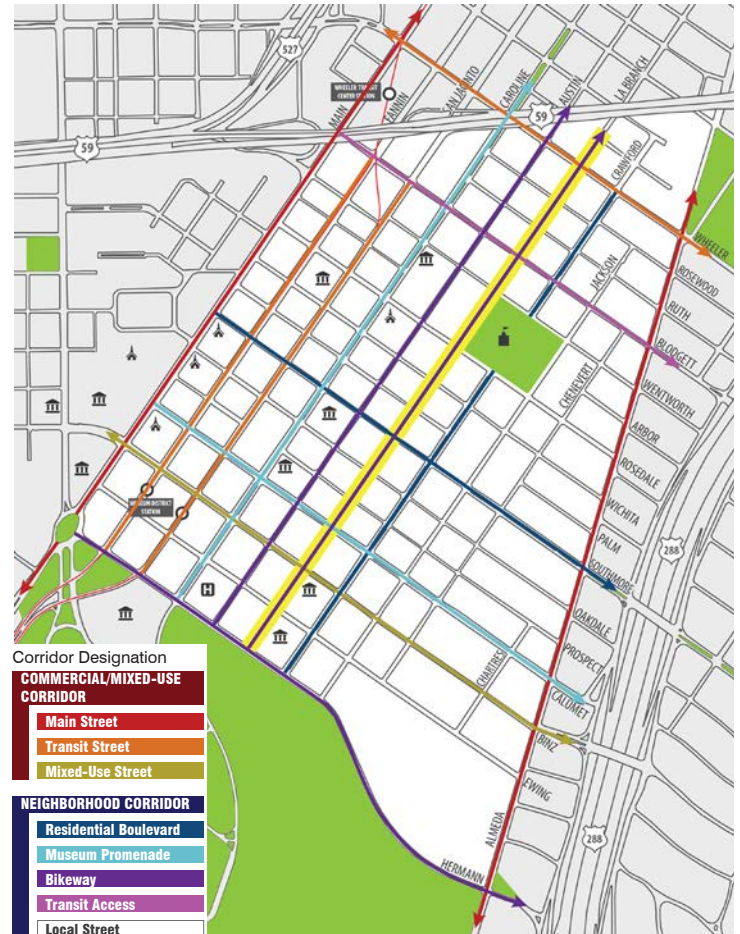 527
WHEELER TRANSIT
CENTER STATION
MAIN
FANNIN
SAN JACINTO
CAROLINE
AUSTIN
LA BRANCH
59
59
CRAWFORD
WHEELER
ROSEWOOD
JACKSON
RUTH
BLODGETT
CHENEVERT
WENTWORTH
ARBOR
ROSEDALE
WICHITA
MUSEUM DISTRICT
STATION
PALM
288
SOUTHMORE
H
OAKDALE
PROSPECT
CHARTRES
CALUMET
BINZ
EWING
ALMEDA
288
HERMANN
Corridor Designation
COMMERCIAL/MIXED-USE
CORRIDOR
Main Street
Transit Street
Mixed-Use Street
NEIGHBORHOOD CORRIDOR
Residential Boulevard
Museum Promenade
Bikeway
Transit Access
Local Street